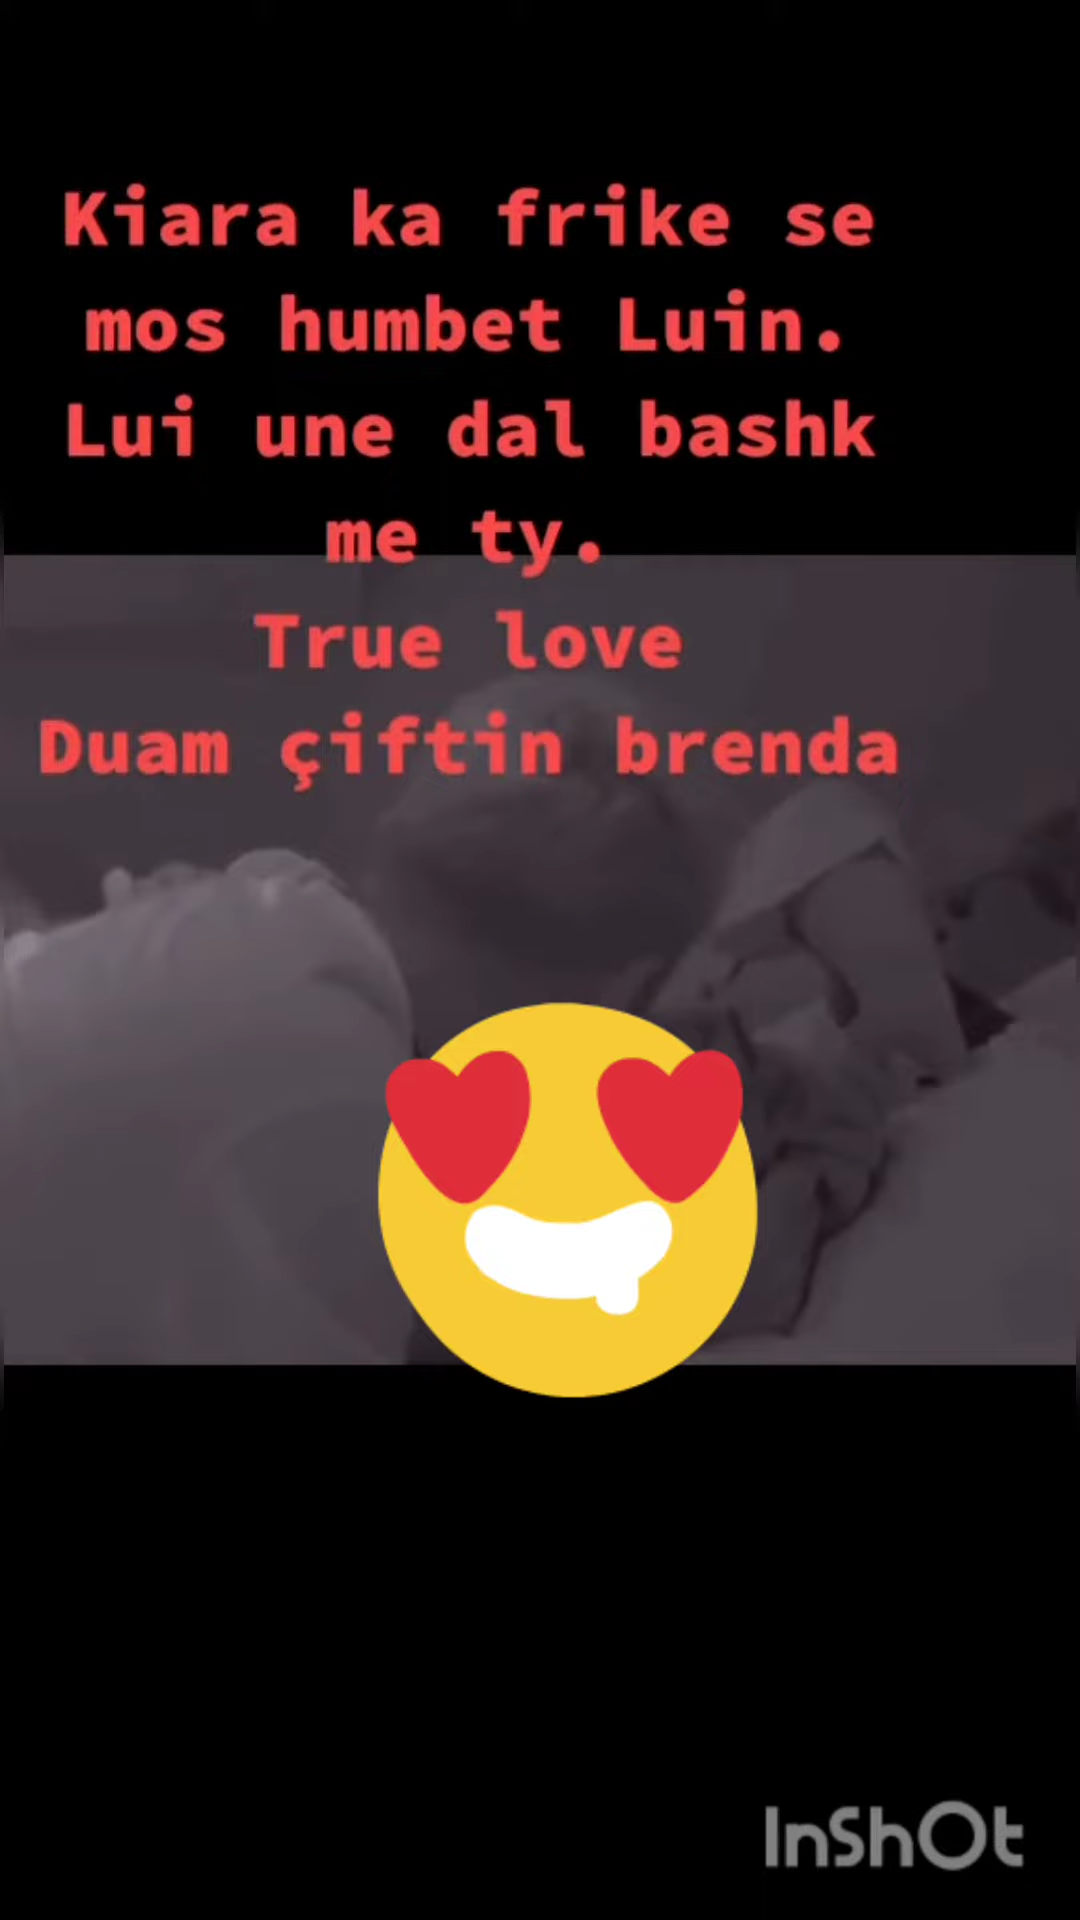 Kiara ka frike se
mos humbet Luin.
Lui une dal bashk
me ty.
True love
Duam çiftin brenda
InShOt